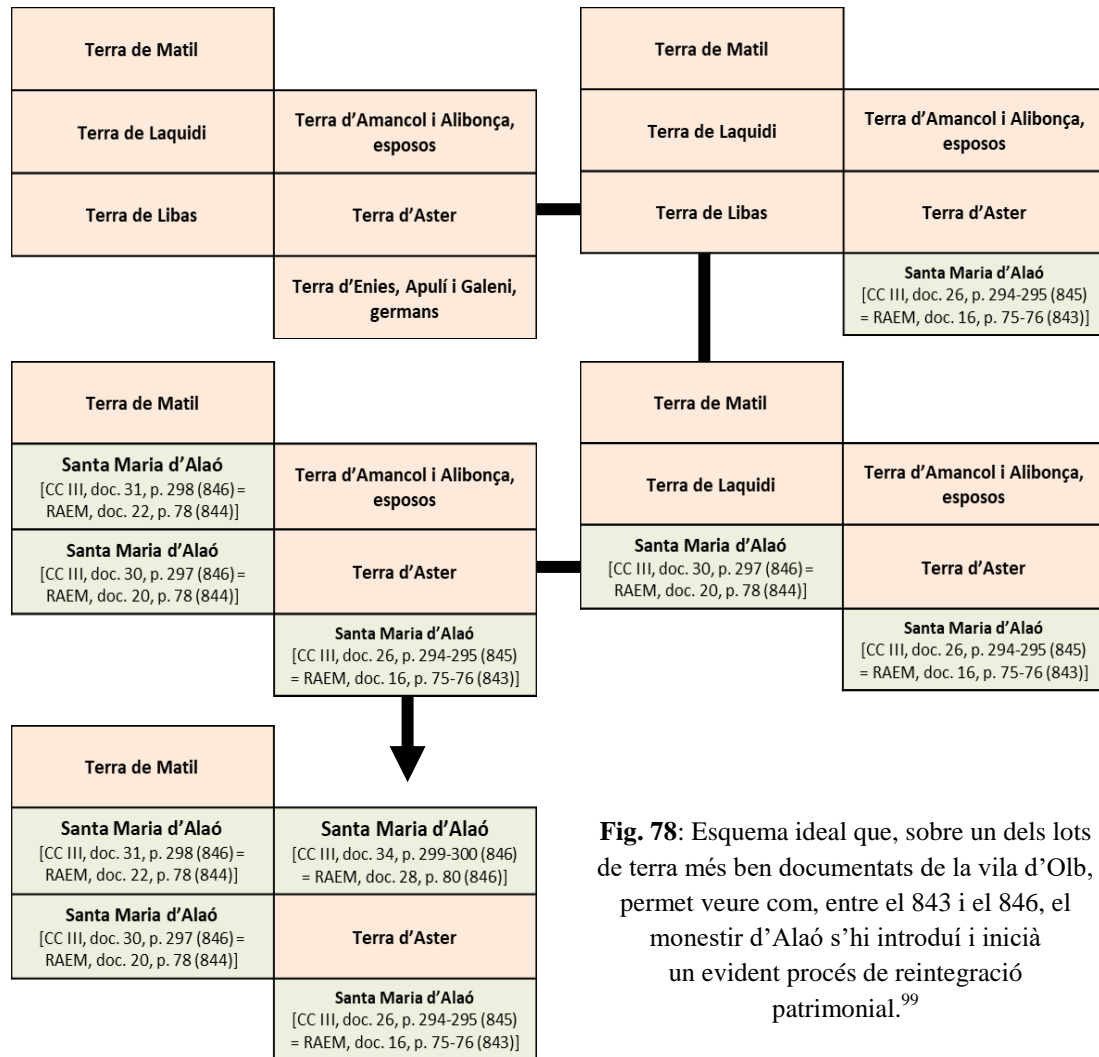 Terra de Matil
Terra de Laquidi
Terra d'Amancol i Alibonça,
esposos
Terra de Libas
Terra d'Aster
Terra d'Enies, Apulí i Galeni,
germans
Terra de Matil
Terra de Laquidi
Terra d'Amancol i Alibonça,
esposos
Terra de Libas
Terra d'Aster
Santa Maria d'Alaó
[CC III, doc. 26, p. 294-295 (845)
= RAEM, doc. 16, p. 75-76 (843)]
Terra de Matil
Terra de Laquidi
Terra d'Amancol i Alibonça,
esposos
Santa Maria d'Alaó
[CC III, doc. 30, p. 297 (846) =
RAEM, doc. 20, p. 78 (844)]
Terra d'Aster
Santa Maria d'Alaó
[CC III, doc. 26, p. 294-295 (845)
= RAEM, doc. 16, p. 75-76 (843)]
Terra de Matil
Santa Maria d'Alaó
[CC III, doc. 31, p. 298 (846) =
RAEM, doc. 22, p. 78 (844)]
Terra d'Amancol i Alibonça,
esposos
Santa Maria d'Alaó
[CC III, doc. 30, p. 297 (846) =
RAEM, doc. 20, p. 78 (844)]
Terra d'Aster
Santa Maria d'Alaó
[CC III, doc. 26, p. 294-295 (845)
= RAEM, doc. 16, p. 75-76 (843)]
Terra de Matil
Santa Maria d'Alaó
[CC III, doc. 31, p. 298 (846) =
RAEM, doc. 22, p. 78 (844)]
Santa Maria d'Alaó
[CC III, doc. 34, p. 299-300 (846)
= RAEM, doc. 28, p. 80 (846)]
Santa Maria d'Alaó
[CC III, doc. 30, p. 297 (846) =
RAEM, doc. 20, p. 78 (844)]
Terra d'Aster
Santa Maria d'Alaó
[CC III, doc. 26, p. 294-295 (845)
= RAEM, doc. 16, p. 75-76 (843)]
Fig. 78: Esquema ideal que, sobre un dels lots
de terra més ben documentats de la vila d'Olb,
permet veure com, entre el 843 i el 846, el
monestir d'Alaó s'hi introduí i inicià
un evident procés de reintegració
patrimonial.99